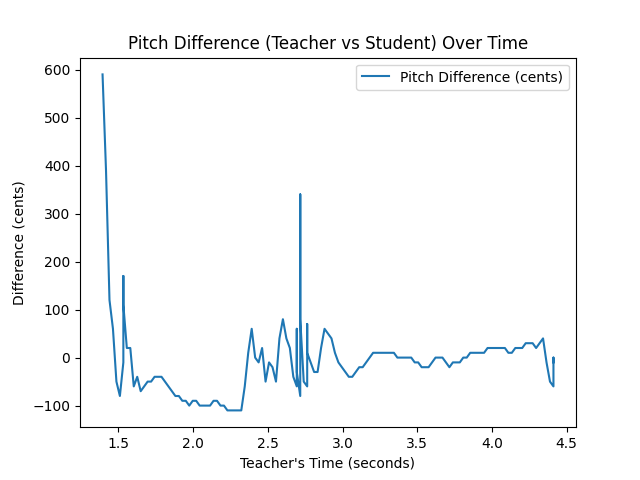 Pitch Difference (Teacher vs Student) Over Time
Pitch Difference (cents)
Difference (cents)
600
500
400
300
200
100
0
−100
1.5 2.0 2.5 3.0 3.5 4.0 4.5
Teacher's Time (seconds)